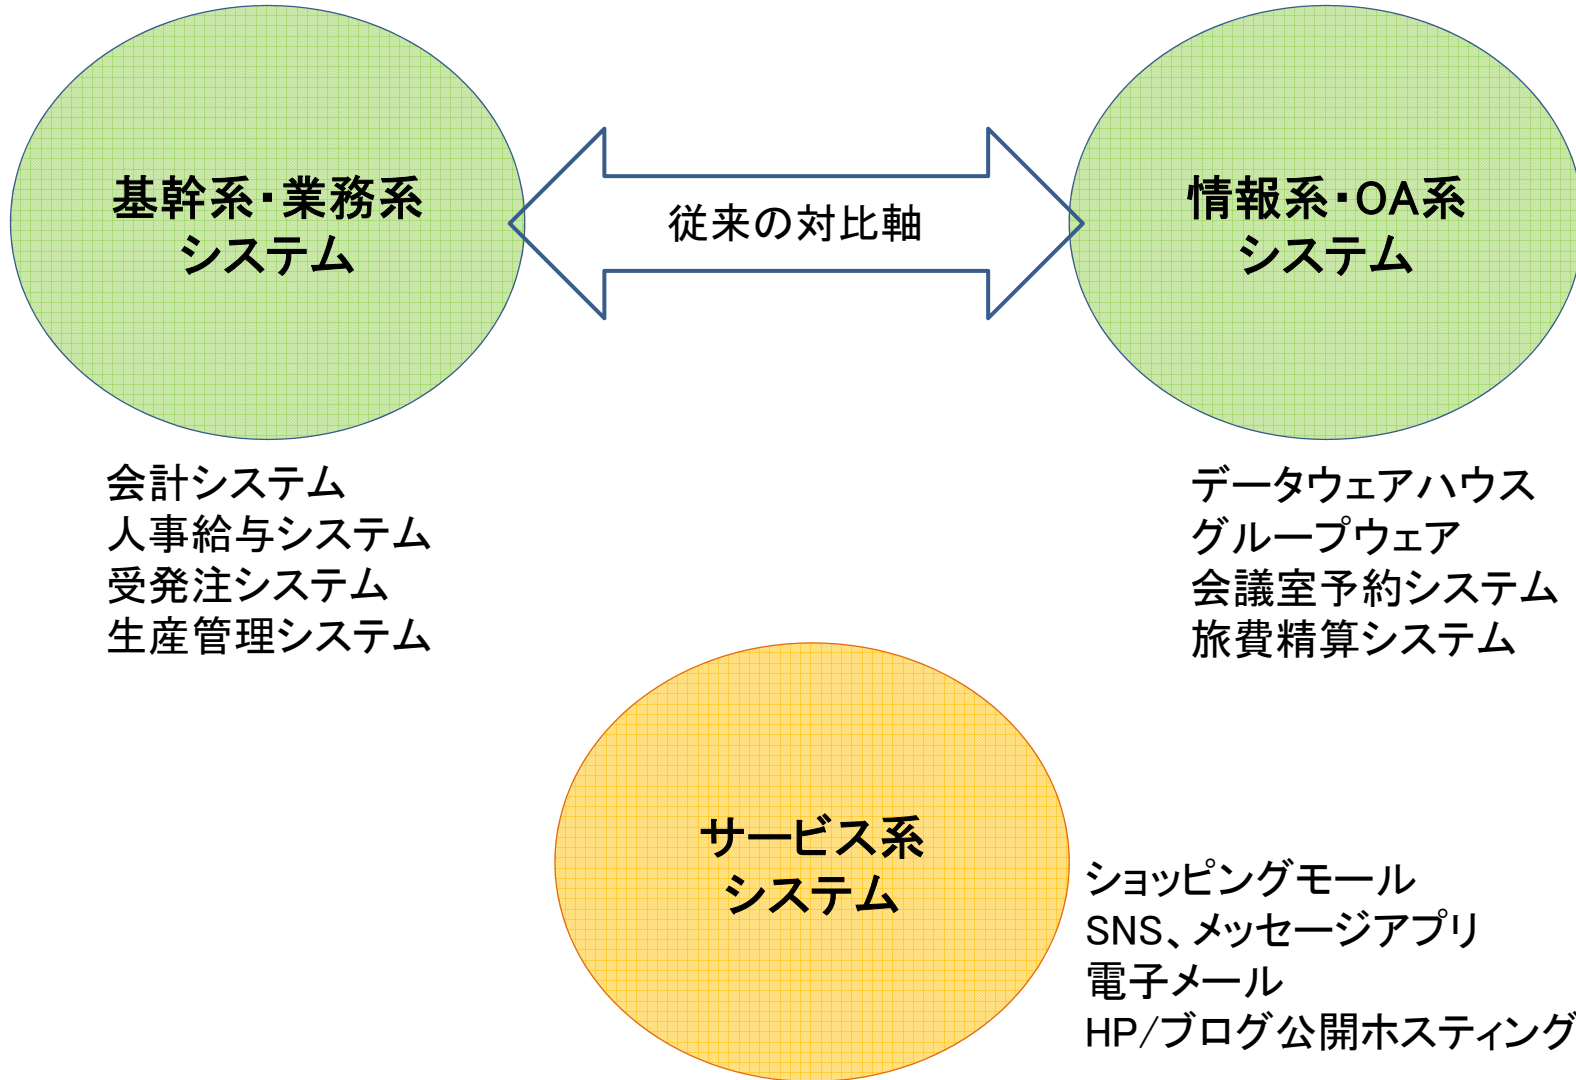 基幹系・業務系
システム
従来の対比軸
情報系・OA系
システム
会計システム
人事給与システム
受発注システム
生産管理システム
データウェアハウス
グループウェア
会議室予約システム
旅費精算システム
サービス系
システム
ショッピングモール
SNS、メッセージアプリ
電子メール
HP/ブログ公開ホスティング